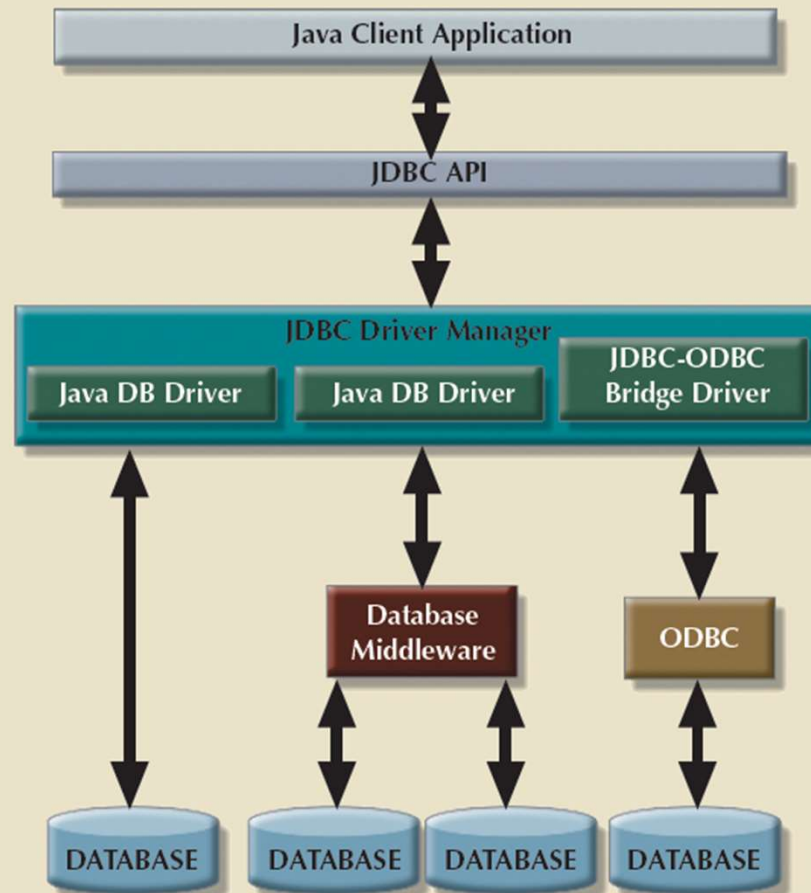 Java Client Application
JDBC API
JDBC Driver Manager
Java DB Driver
Java DB Driver
JDBC-ODBC
Bridge Driver
Database
Middleware
ODBC
DATABASE
DATABASE
DATABASE
DATABASE